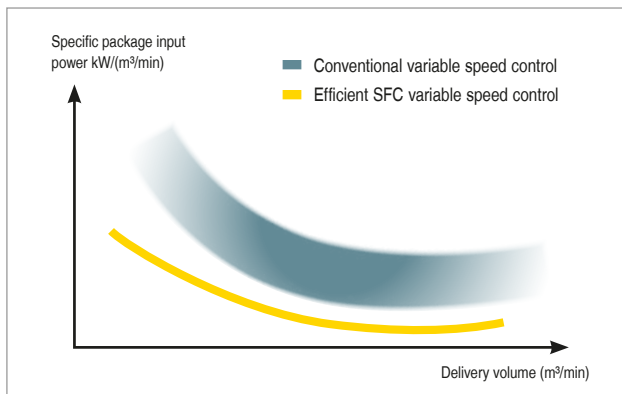 Specific package input
power kW/(m³/min)
Conventional variable speed control
Efficient SFC variable speed control
Delivery volume (m³/min)